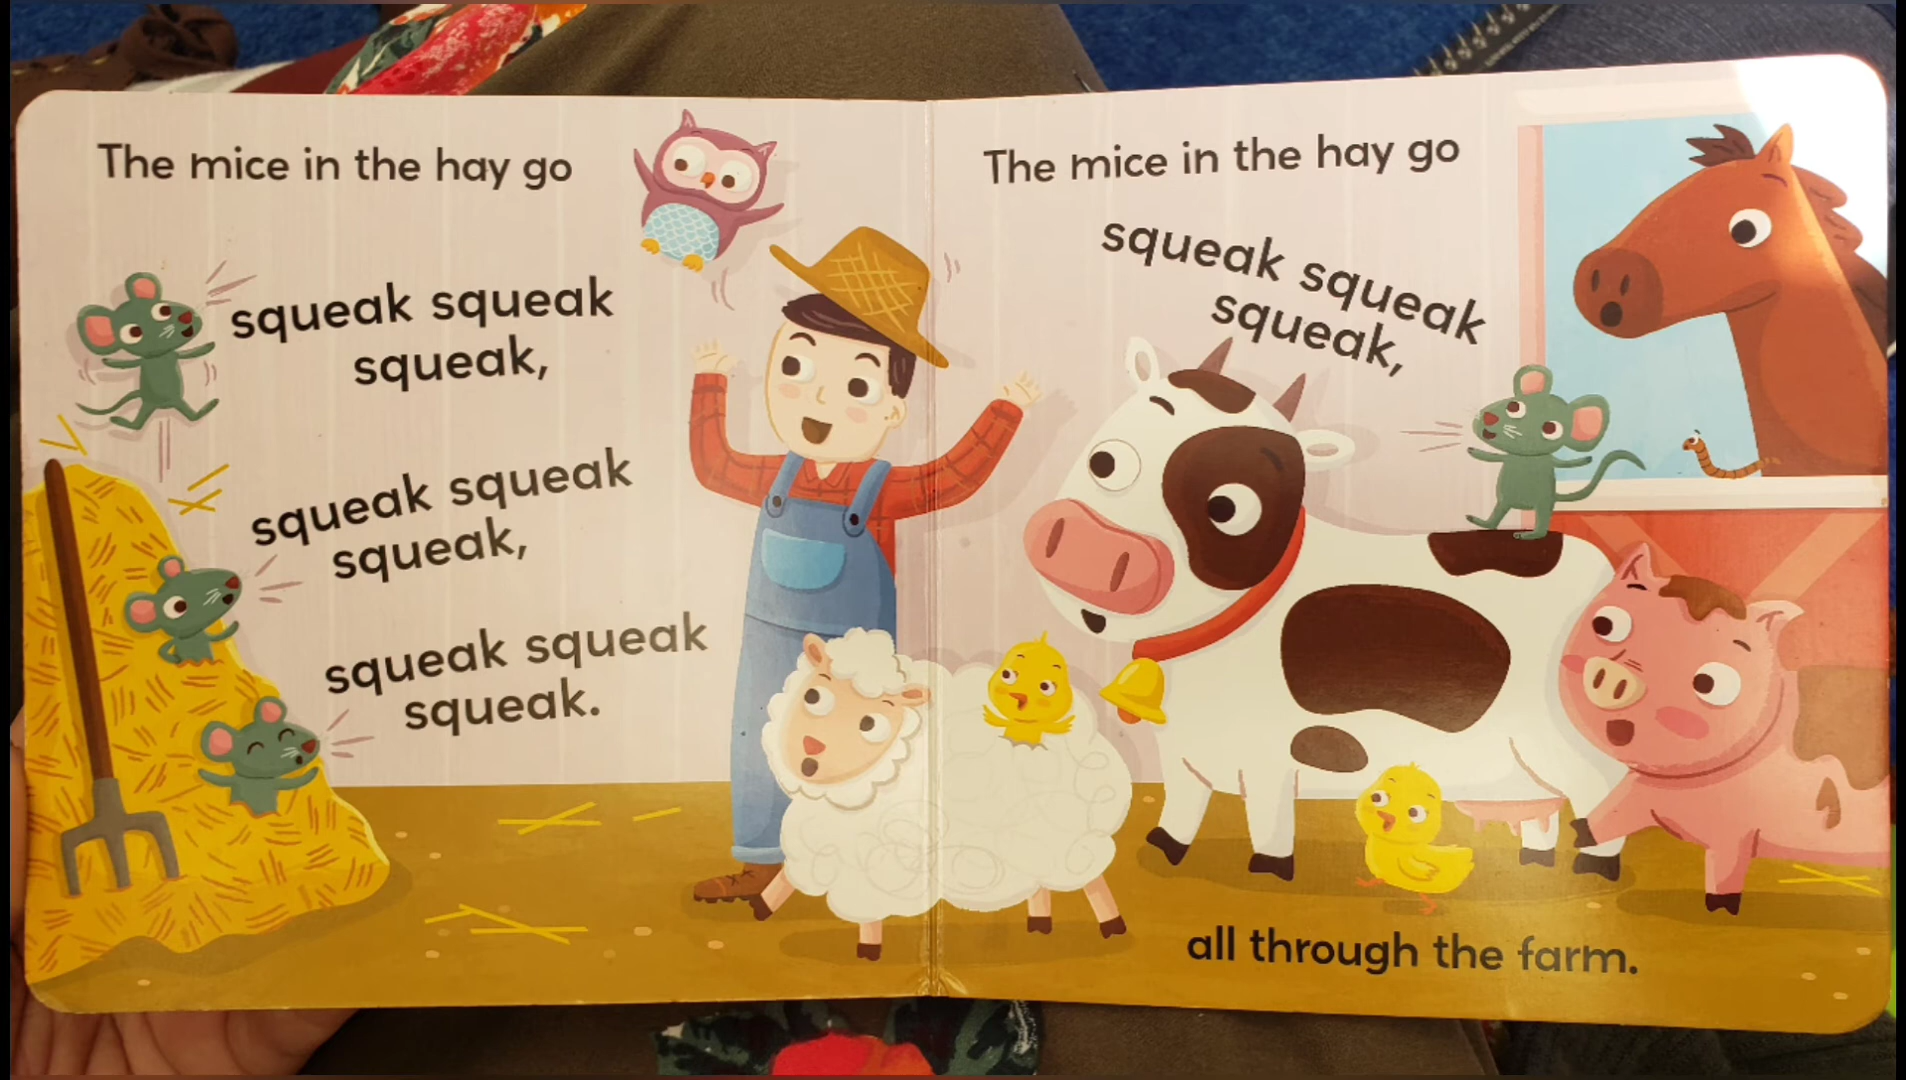 The mice in the hay go
squeak squeak
squeak,
squeak squeak
squeak,
squeak squeak
squeak.
The mice in the hay go
squeak squeak
squeak,
all through the farm.